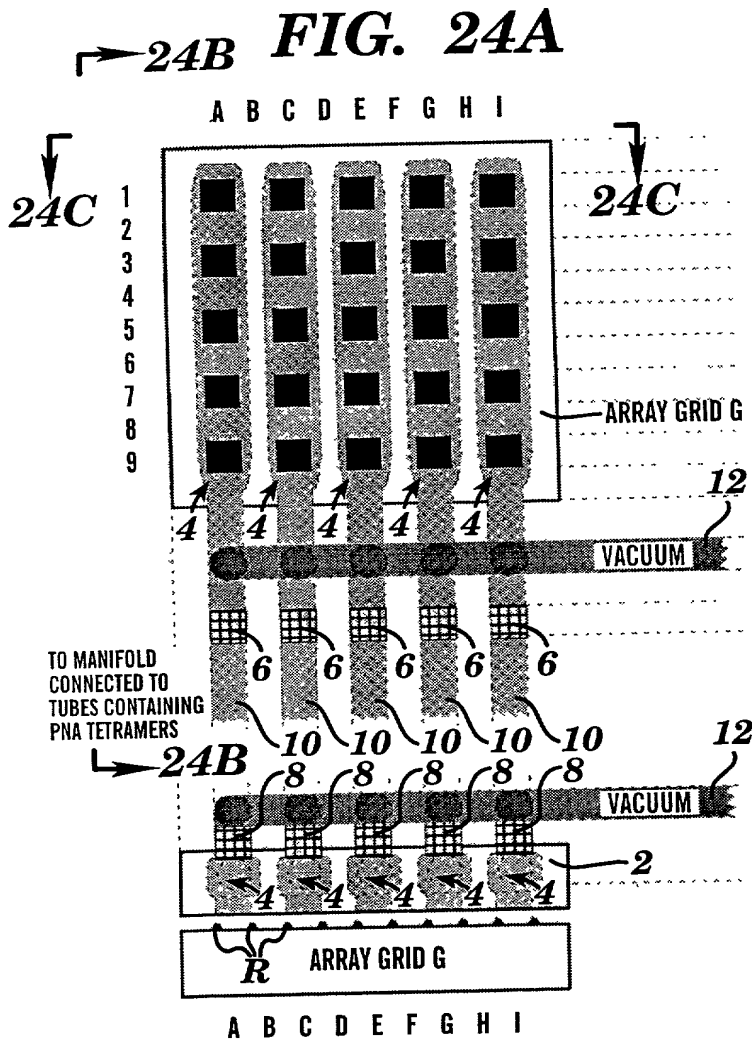 FIG. 24A
24B
A B C D E F G H I
24C 24C
1
2
3
4
5
6
7
8
9
ARRAY GRID G
4 4 4 4 4
12
VACUUM
6 6 6 6 6
TO MANIFOLD
CONNECTED TO
TUBES CONTAINING
PNA TETRAMERS
10 10 10 10 10
24B
8 8 8 8 8
12
VACUUM
2
4 4 4 4 4
R
ARRAY GRID G
A B C D E F G H I